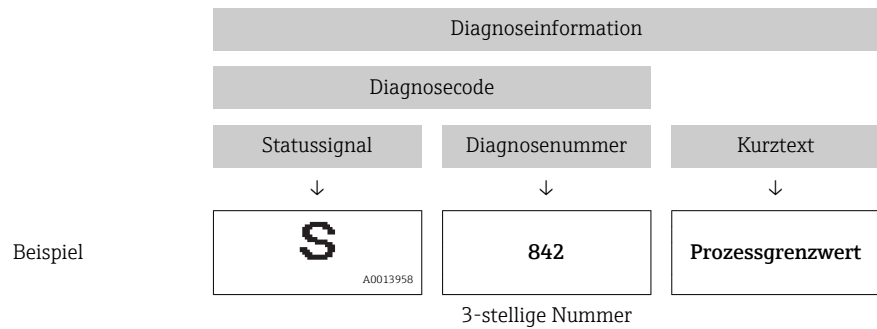 Diagnoseinformation
Diagnosecode
Statussignal Diagnosenummer Kurztext
↓ ↓ ↓
Beispiel S 842 Prozessgrenzwert
A0013958
3-stellige Nummer